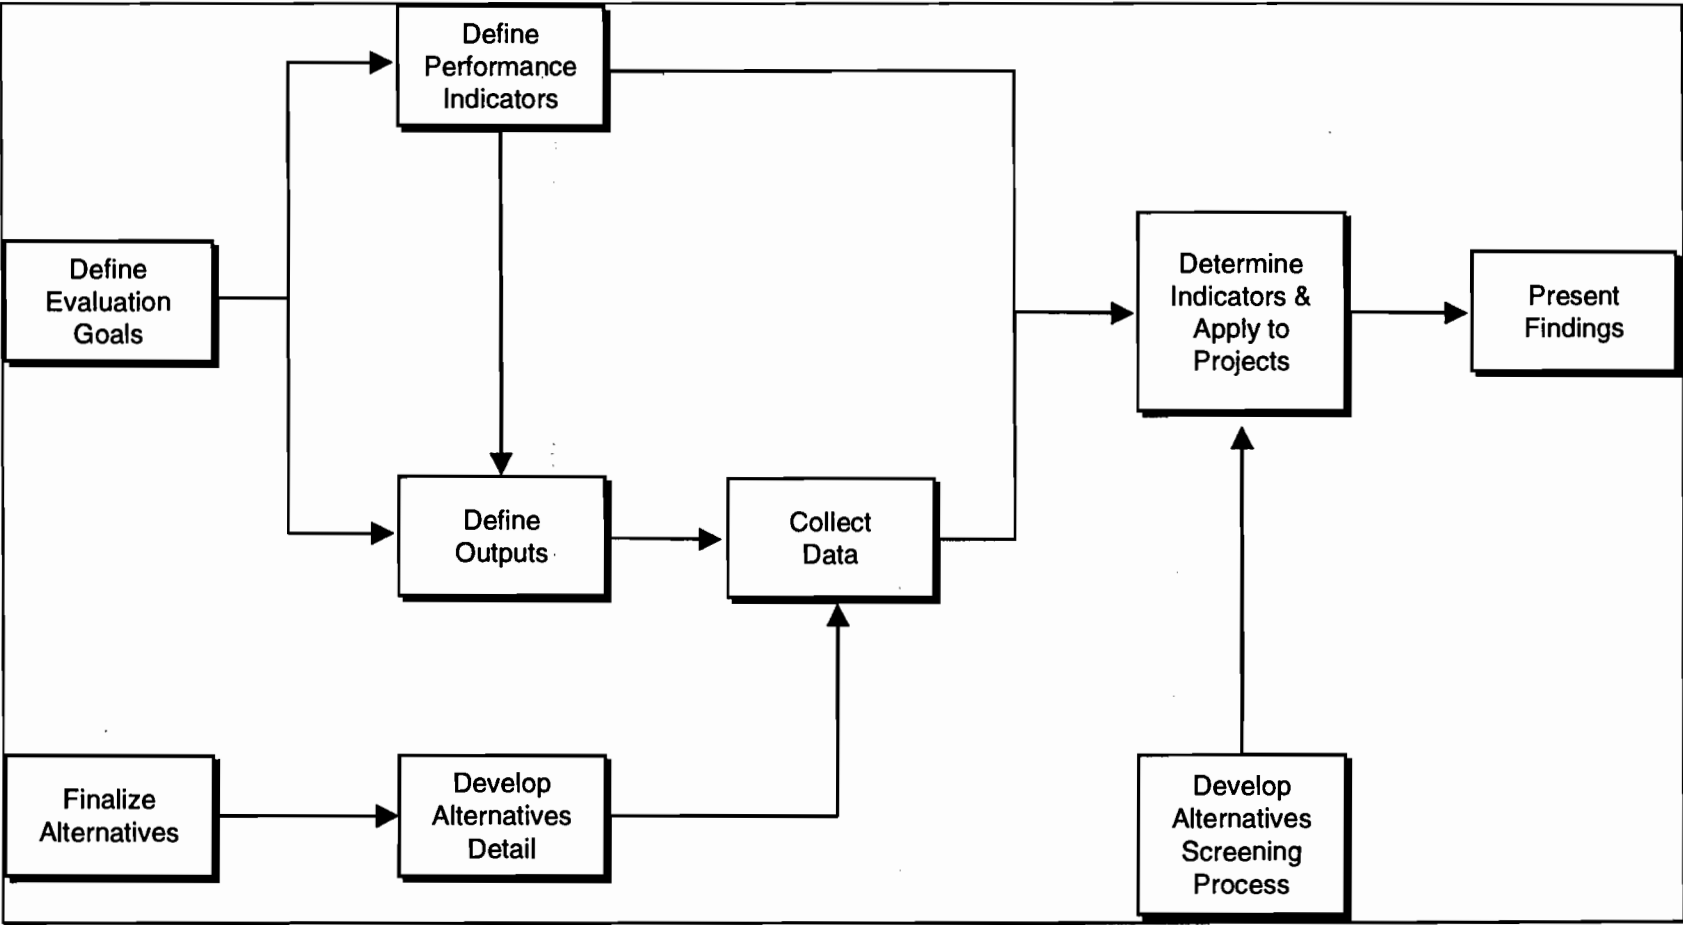 Define
Performance
Indicators
Define
Evaluation
Goals
Determine
Indicators &
Apply to
Projects
Present
Findings
Define
Outputs
Collect
Data
Finalize
Alternatives
Develop
Alternatives
Detail
Develop
Alternatives
Screening
Process